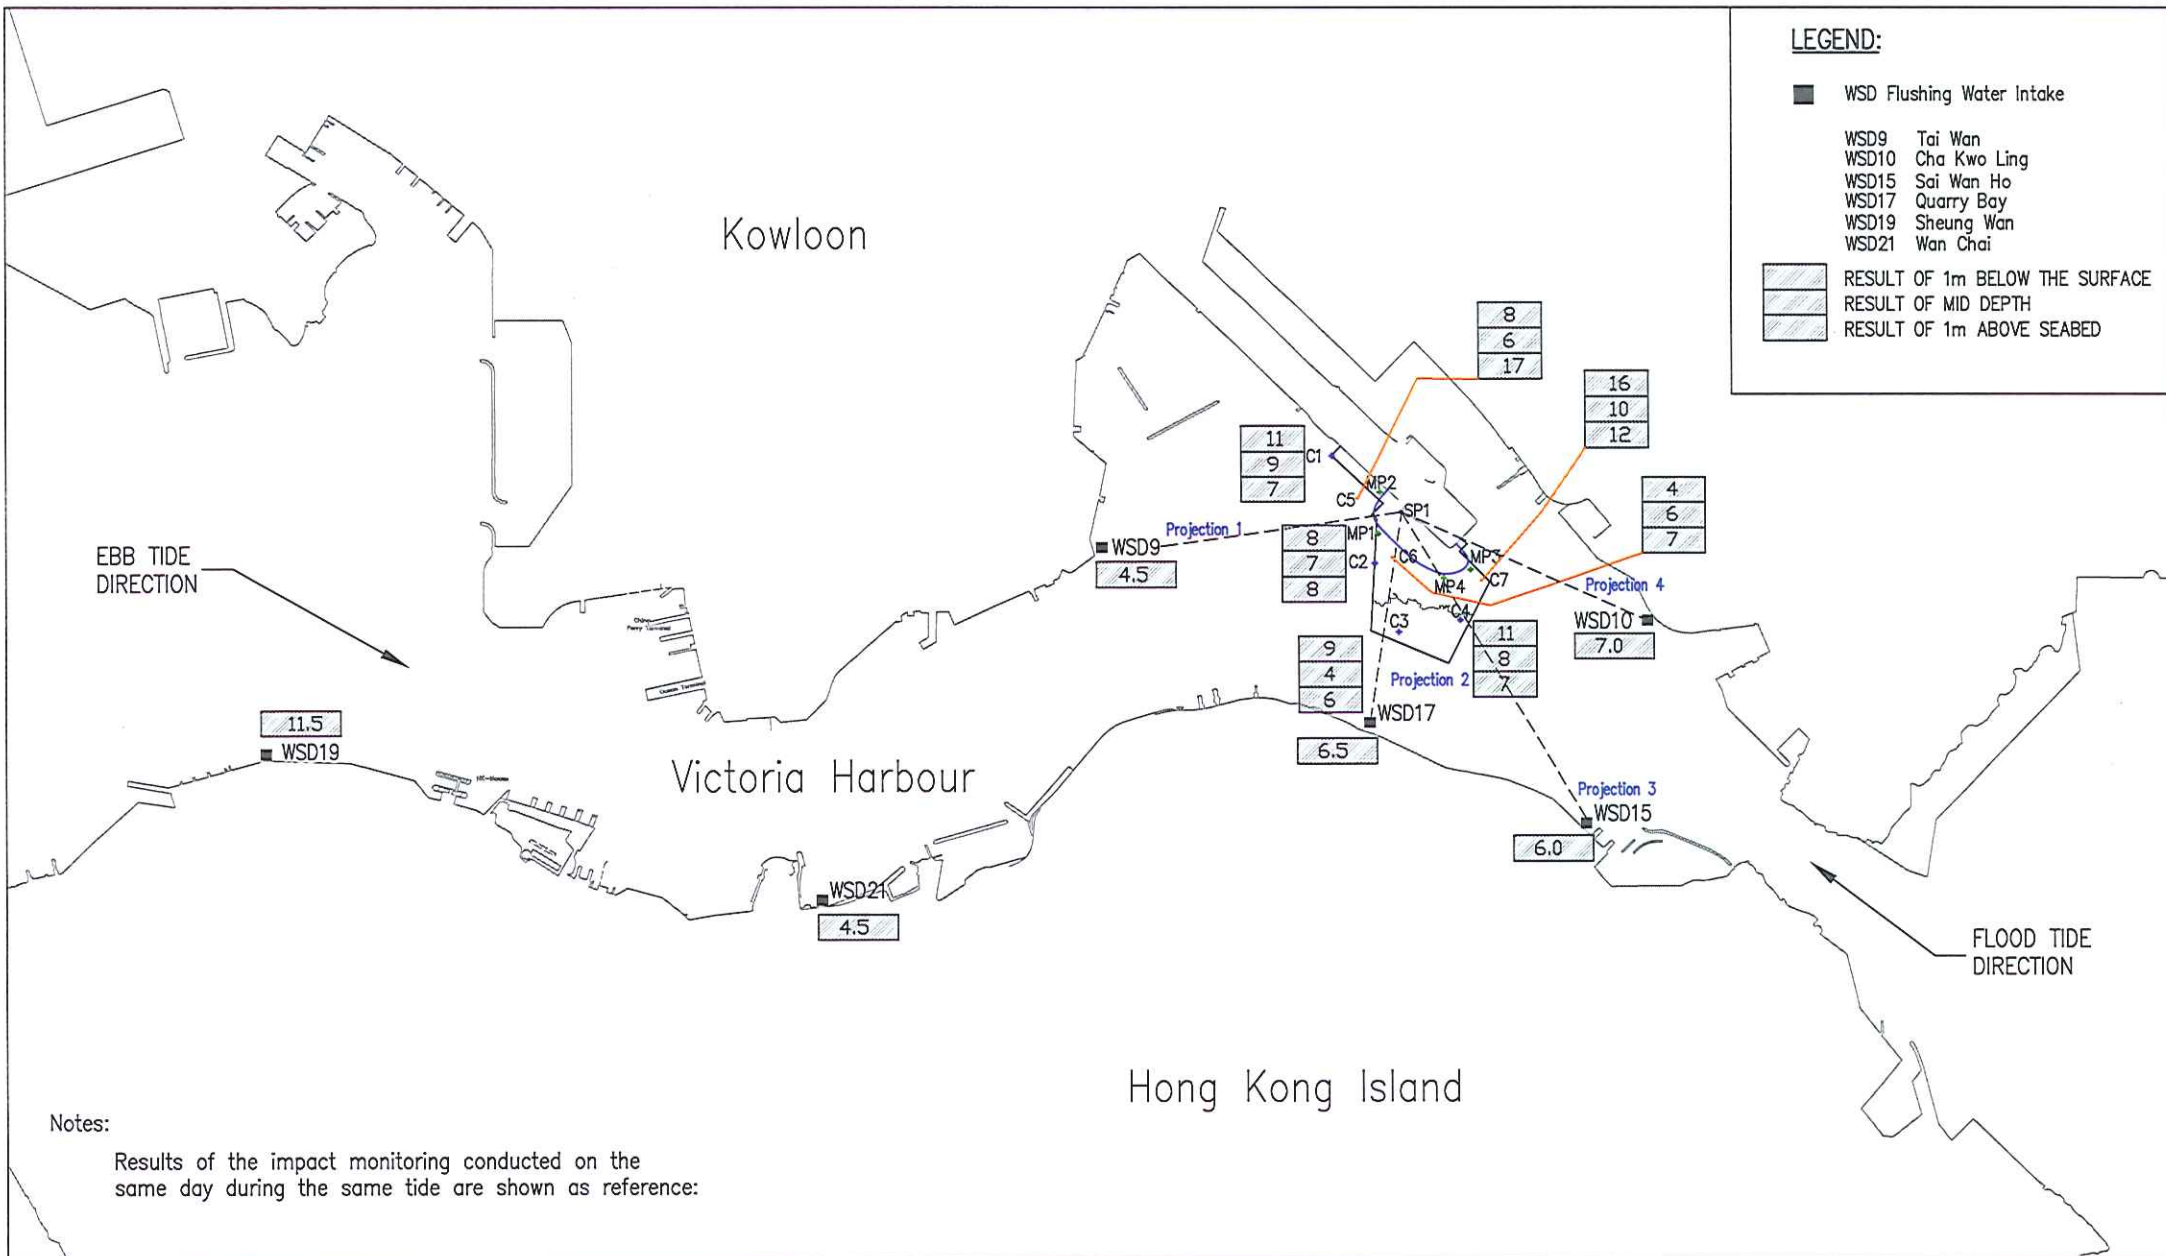 LEGEND:
WSD Flushing Water Intake
WSD9 Tai Wan
WSD10 Cha Kwo Ling
WSD15 Sai Wan Ho
WSD17 Quarry Bay
WSD19 Sheung Wan
WSD21 Wan Chai
RESULT OF 1m BELOW THE SURFACE
RESULT OF MID DEPTH
RESULT OF 1m ABOVE SEABED
Kowloon
8
6
17
16
10
12
11
9
7
C1
4
6
7
MP2
C5
SP1
Projection 1
WSD9
4.5
MP1
8
7
8
C2
C6
MP3
C7
MP4
Projection 4
EBB TIDE
DIRECTION
C3
C4
WSD10
7.0
9
4
6
11
8
7
Projection 2
WSD17
6.5
China
Ferry Terminal
Ocean Terminal
11.5
WSD19
Victoria Harbour
Projection 3
WSD15
6.0
WSD21
4.5
FLOOD TIDE
DIRECTION
Hong Kong Island
Notes:
Results of the impact monitoring conducted on the
same day during the same tide are shown as reference: